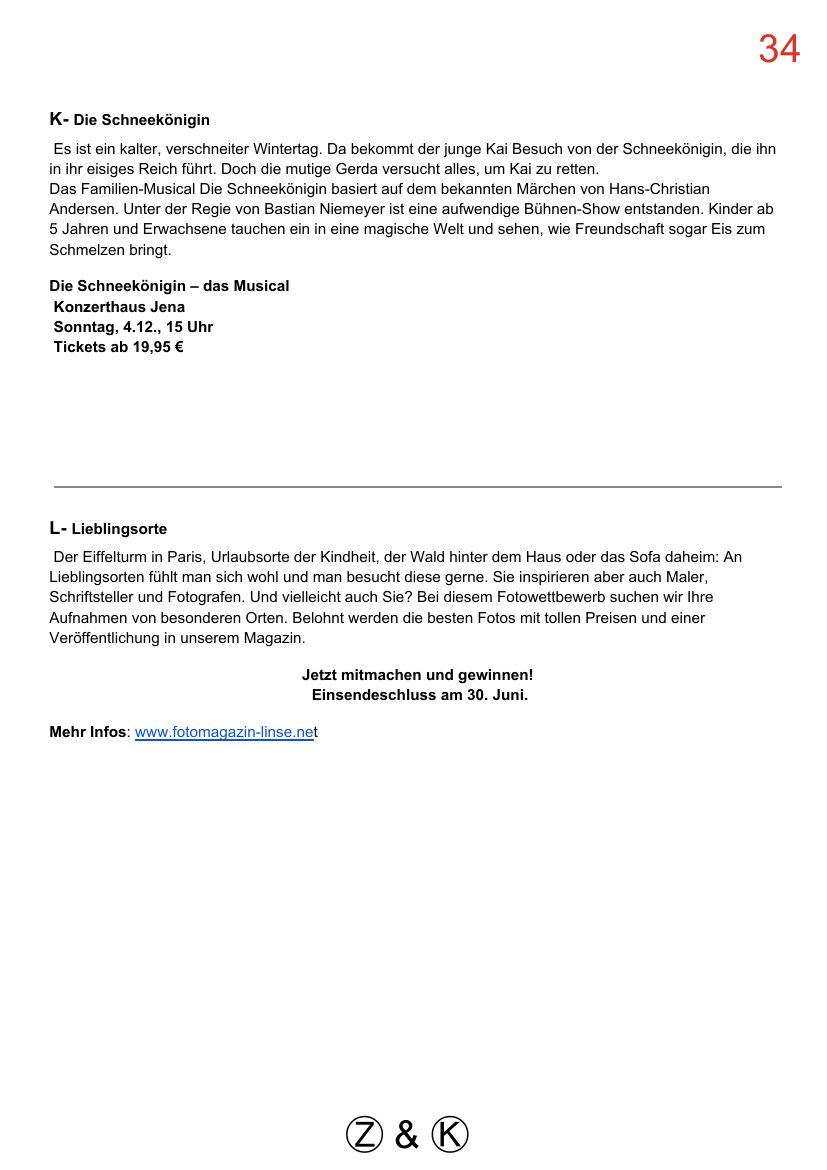 34
K- Die Schneekönigin
Es ist ein kalter, verschneiter Wintertag. Da bekommt der junge Kai Besuch von der Schneekönigin, die ihn
in ihr eisiges Reich führt. Doch die mutige Gerda versucht alles, um Kai zu retten.
Das Familien-Musical Die Schneekönigin basiert auf dem bekannten Märchen von Hans-Christian
Andersen. Unter der Regie von Bastian Niemeyer ist eine aufwendige Bühnen-Show entstanden. Kinder ab
5 Jahren und Erwachsene tauchen ein in eine magische Welt und sehen, wie Freundschaft sogar Eis zum
Schmelzen bringt.
Die Schneekönigin – das Musical
Konzerthaus Jena
Sonntag, 4.12., 15 Uhr
Tickets ab 19,95 €
L- Lieblingsorte
Der Eiffelturm in Paris, Urlaubsorte der Kindheit, der Wald hinter dem Haus oder das Sofa daheim: An
Lieblingsorten fühlt man sich wohl und man besucht diese gerne. Sie inspirieren aber auch Maler,
Schriftsteller und Fotografen. Und vielleicht auch Sie? Bei diesem Fotowettbewerb suchen wir Ihre
Aufnahmen von besonderen Orten. Belohnt werden die besten Fotos mit tollen Preisen und einer
Veröffentlichung in unserem Magazin.
Jetzt mitmachen und gewinnen!
Einsendeschluss am 30. Juni.
Mehr Infos: www.fotomagazin-linse.net
Ⓩ & Ⓚ